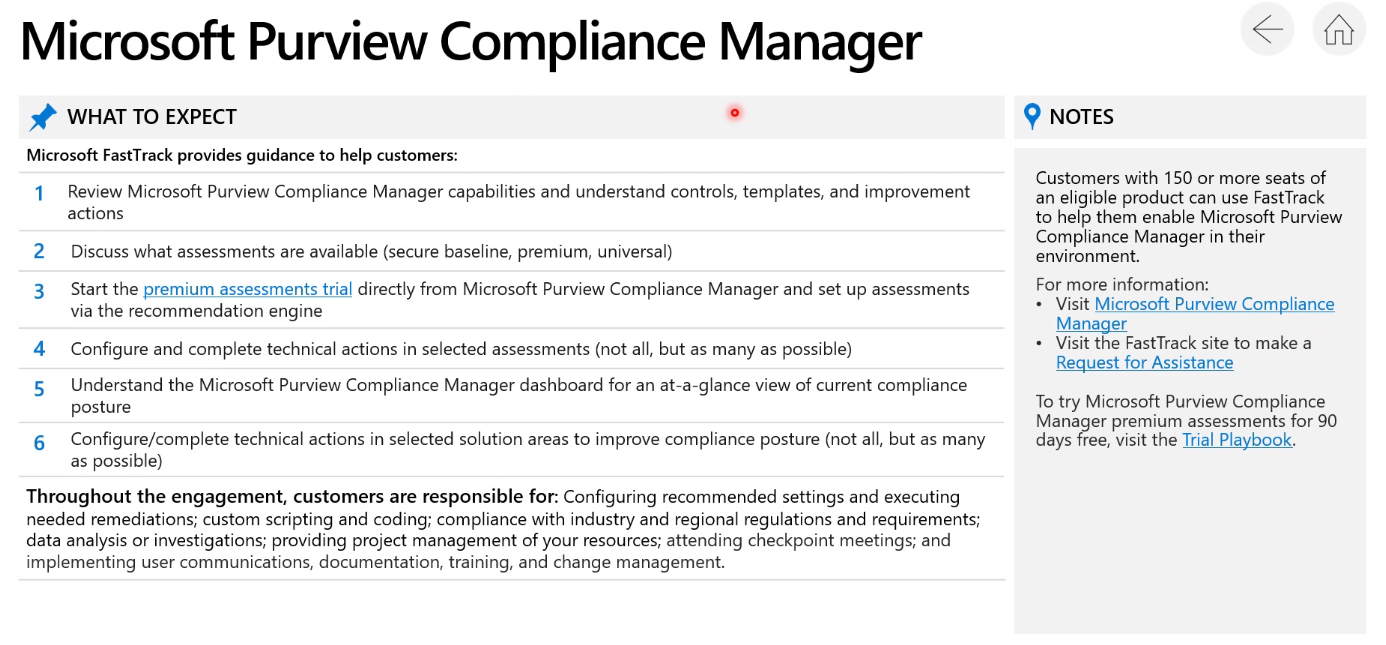 Microsoft Purview Compliance Manager
WHAT TO EXPECT
Microsoft FastTrack provides guidance to help customers:
1 Review Microsoft Purview Compliance Manager capabilities and understand controls, templates, and improvement
actions
2 Discuss what assessments are available (secure baseline, premium, universal)
3 Start the premium assessments trial directly from Microsoft Purview Compliance Manager and set up assessments
via the recommendation engine
4 Configure and complete technical actions in selected assessments (not all, but as many as possible)
5 Understand the Microsoft Purview Compliance Manager dashboard for an at-a-glance view of current compliance
posture
6 Configure/complete technical actions in selected solution areas to improve compliance posture (not all, but as many
as possible)
Throughout the engagement, customers are responsible for: Configuring recommended settings and executing
needed remediations; custom scripting and coding; compliance with industry and regional regulations and requirements;
data analysis or investigations; providing project management of your resources; attending checkpoint meetings; and
implementing user communications, documentation, training, and change management.
NOTES
Customers with 150 or more seats of
an eligible product can use FastTrack
to help them enable Microsoft Purview
Compliance Manager in their
environment.
For more information:
• Visit Microsoft Purview Compliance
Manager
• Visit the FastTrack site to make a
Request for Assistance
To try Microsoft Purview Compliance
Manager premium assessments for 90
days free, visit the Trial Playbook.